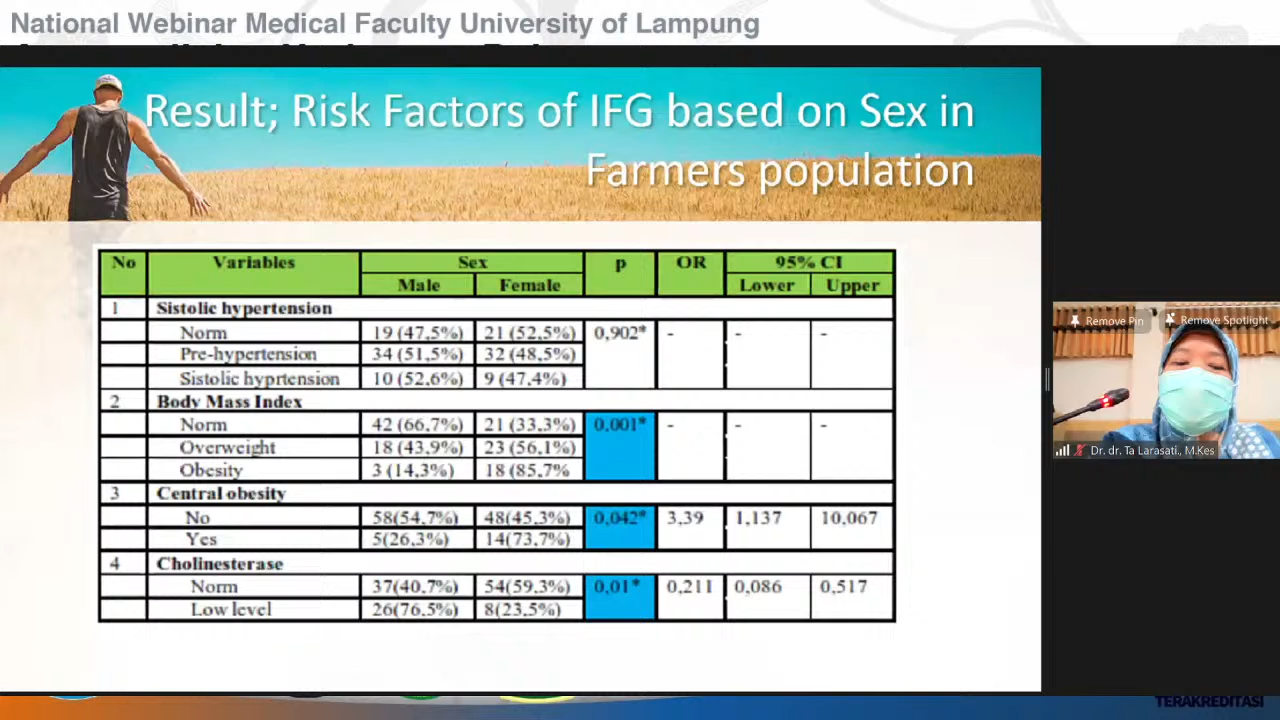 National Webinar Medical Faculty University of Lampung
Result; Risk Factors of IFG based on Sex in
Farmers population
No Variables Sex p OR 95% CI
Male Female Lower Upper
1 Sistolic hypertension
Norm 19 (47,5%) 21 (52,5%) 0,902* - - -
Pre-hypertension 34 (51,5%) 32 (48,5%)
Sistolic hyprtension 10 (52,6%) 9 (47,4%)
2 Body Mass Index
Norm 42 (66,7%) 21 (33,3%) 0,001* - - -
Overweight 18 (43,9%) 23 (56,1%)
Obesity 3 (14,3%) 18 (85,7%
3 Central obesity
No 58(54,7%) 48(45,3%) 0,042* 3,39 1,137 10,067
Yes 5(26,3%) 14(73,7%)
4 Cholinesterase
Norm 37(40,7%) 54(59,3%) 0,01* 0,211 0,086 0,517
Low level 26(76,5%) 8(23,5%)
Remove Pin Remove Spotlight
Dr. dr. Ta Larasati., M.Kes
TERAKREDITASI